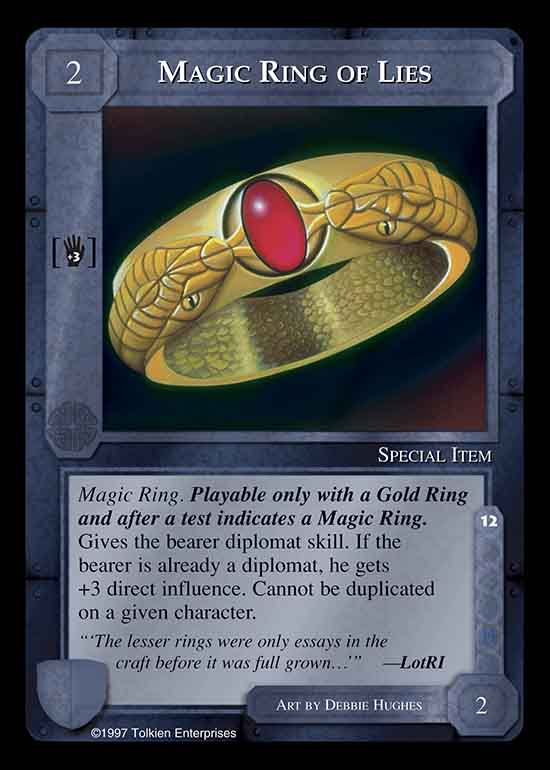 2
MAGIC RING OF LIES
[+3]
SPECIAL ITEM
Magic Ring. Playable only with a Gold Ring
and after a test indicates a Magic Ring.
Gives the bearer diplomat skill. If the
bearer is already a diplomat, he gets
+3 direct influence. Cannot be duplicated
on a given character.
12
“‘The lesser rings were only essays in the
craft before it was full grown…’” —LotRI
ART BY DEBBIE HUGHES
2
©1997 Tolkien Enterprises